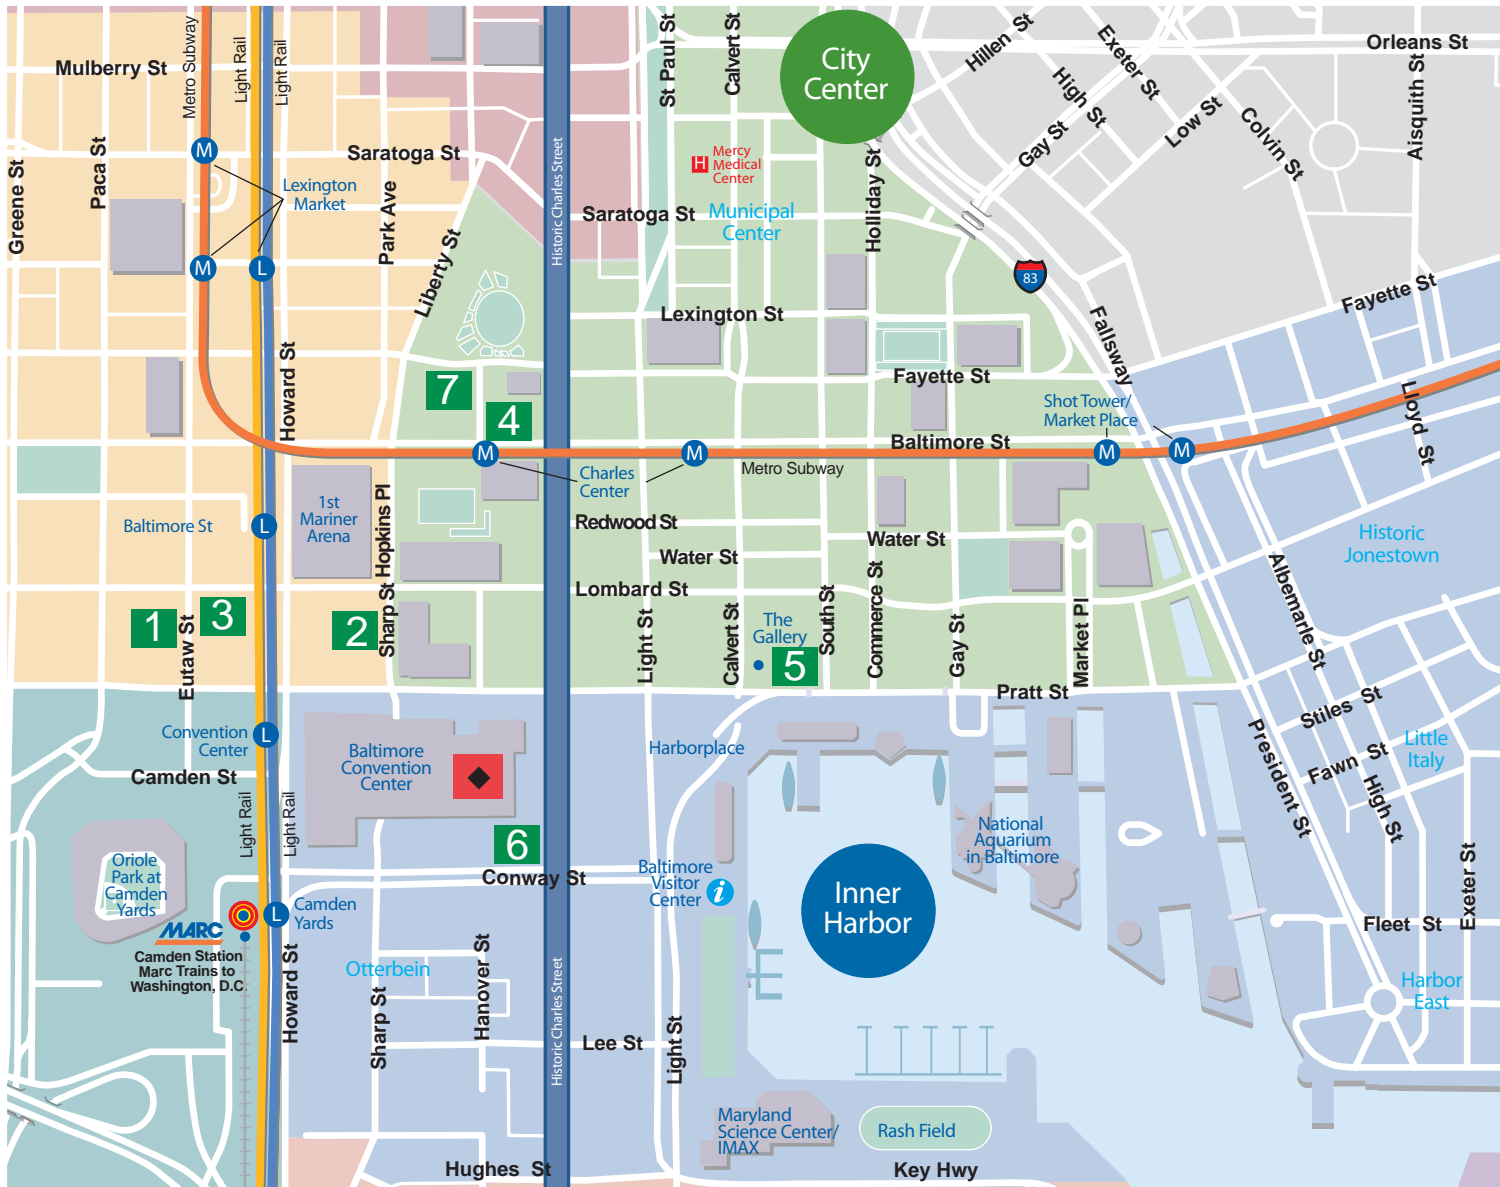 Mulberry St
Metro Subway
Light Rail
Light Rail
St Paul St
Calvert St
City
Center
Hillen St
Exeter St
High St
Gay St
Low St
Colvin St
Orleans St
Aisquith St
Greene St
Paca St
M
Saratoga St
Lexington
Market
Park Ave
Liberty St
M
L
Historic Charles Street
H
Mercy
Medical
Center
Saratoga St
Municipal
Center
Holliday St
83
Fallsway
Fayette St
Lexington St
Howard St
7
4
Fayette St
Shot Tower/
Market Place
Lloyd St
Baltimore St
M
M
M
M
Charles
Center
Metro Subway
1st
Mariner
Arena
Hopkins Pl
Baltimore St
L
Redwood St
Water St
Water St
Historic
Jonestown
Lombard St
1
3
2
Eutaw St
Sharp St
Light St
Calvert St
The
Gallery
5
South St
Commerce St
Gay St
Market Pl
Albemarle St
Pratt St
Convention
Center
L
Camden St
Baltimore
Convention
Center
Harborplace
President St
Stiles St
Fawn St
Little
Italy
High St
Exeter St
Light Rail
Light Rail
Oriole
Park at
Camden
Yards
6
Conway St
Baltimore
Visitor
Center
i
Inner
Harbor
National
Aquarium
in Baltimore
MARC
L
Camden
Yards
Camden Station
Marc Trains to
Washington, D.C.
Howard St
Otterbein
Sharp St
Hanover St
Historic Charles Street
Lee St
Light St
Fleet St
Harbor
East
Maryland
Science Center/
IMAX
Rash Field
Hughes St
Key Hwy